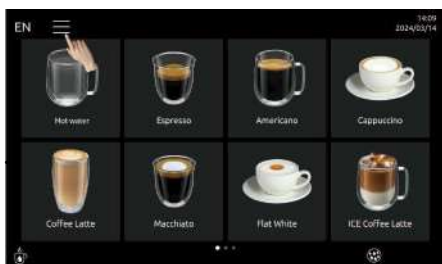 EN
14:09
2024/03/14
Hot water
Espresso
Americano
Cappuccino
Coffee Latte
Macchiato
Flat White
ICE Coffee Latte